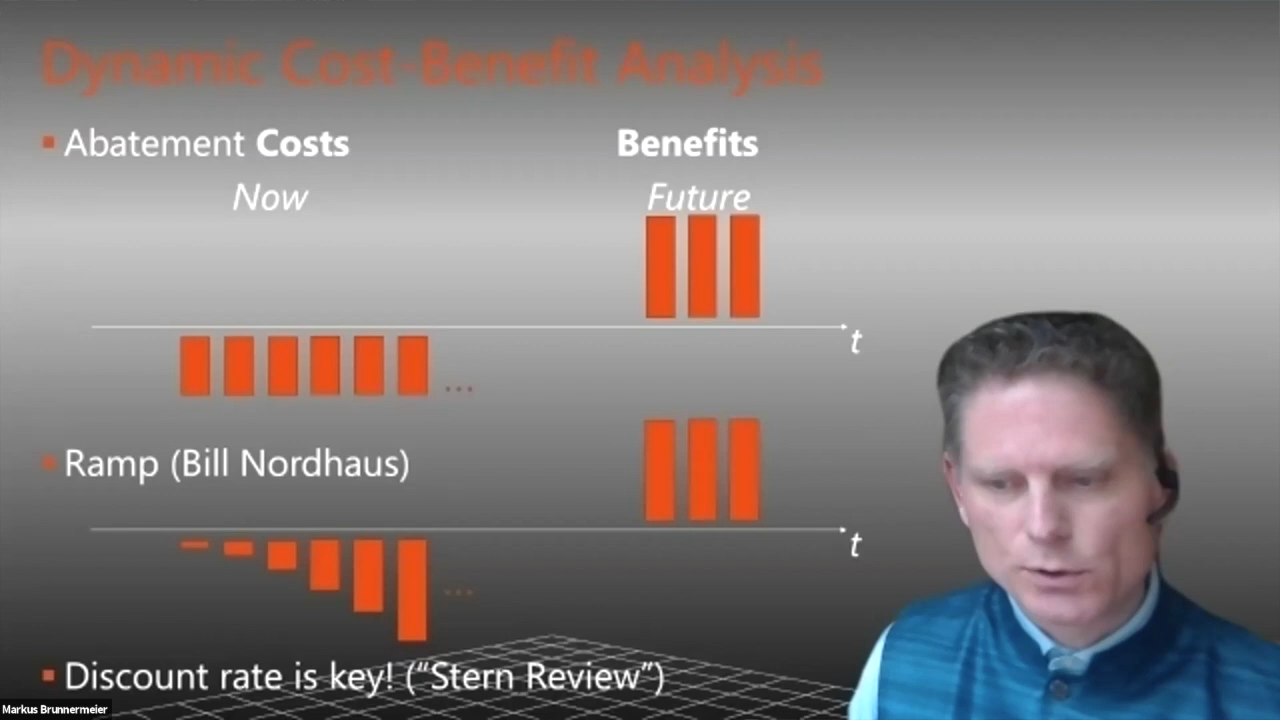 Dynamic Cost-Benefit Analysis
▪ Abatement Costs Benefits
Now Future
t
...
▪ Ramp (Bill Nordhaus)
t
...
▪ Discount rate is key! ("Stern Review")
Markus Brunnermeier